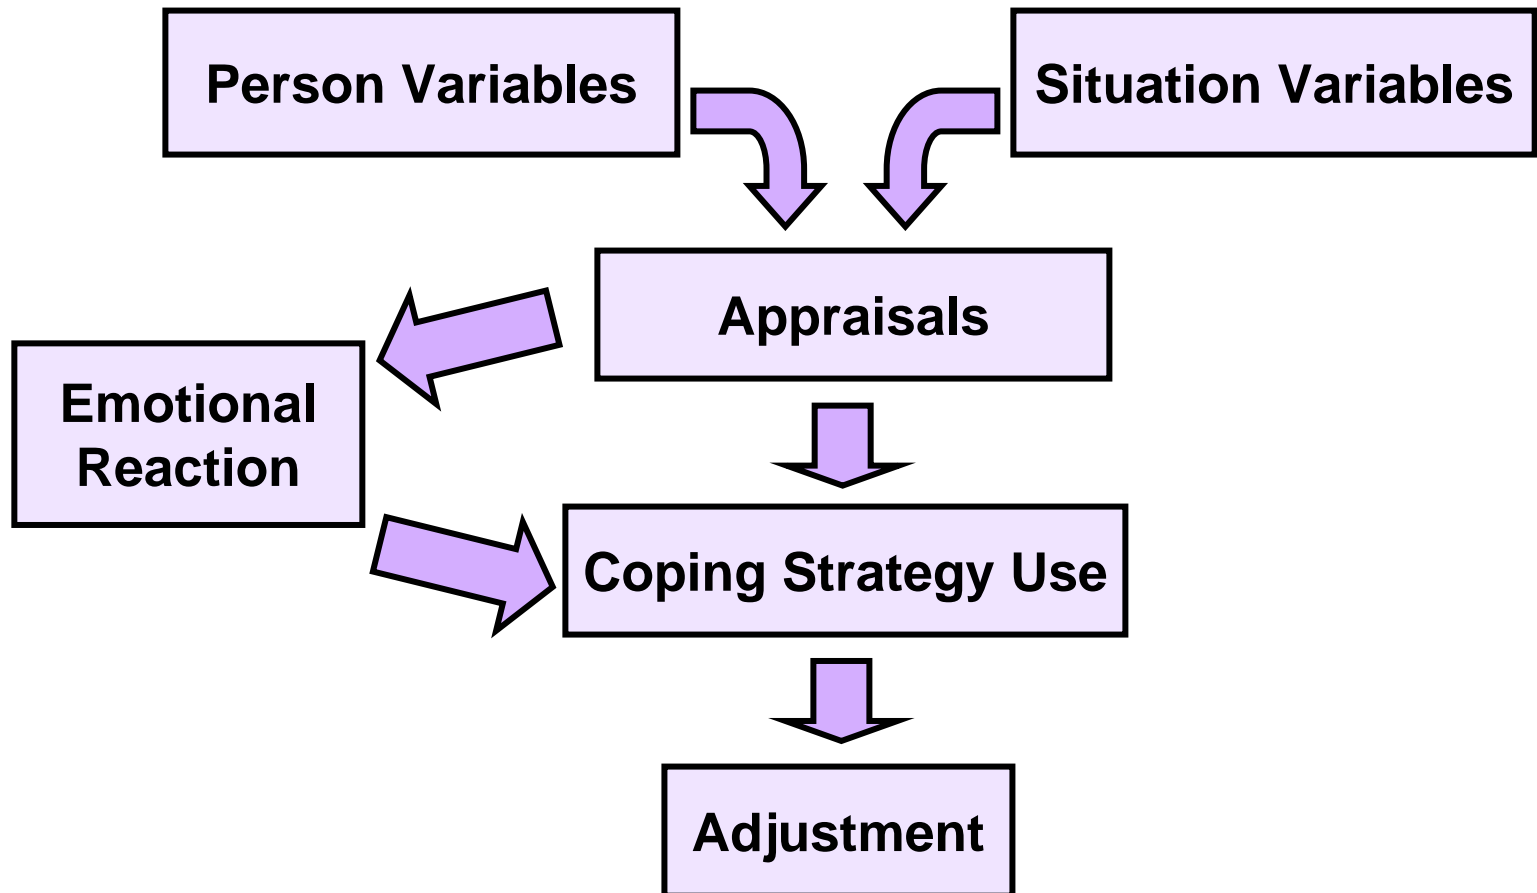 Person Variables
Situation Variables
Appraisals
Emotional
Reaction
Coping Strategy Use
Adjustment